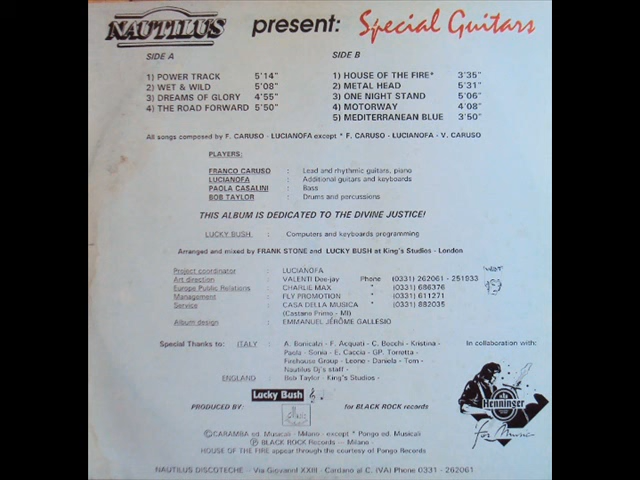 NAUTILUS present: Special Guitars
SIDE A
1) POWER TRACK 5'14"
2) WET & WILD 5'08"
3) DREAMS OF GLORY 4'55"
4) THE ROAD FORWARD 5'50"
SIDE B
1) HOUSE OF THE FIRE* 3'35"
2) METAL HEAD 5'31"
3) ONE NIGHT STAND 5'06"
4) MOTORWAY 4'08"
5) MEDITERRANEAN BLUE 3'50"
All songs composed by F. CARUSO - LUCIANOFA except * F. CARUSO - LUCIANOFA - V. CARUSO
PLAYERS:
FRANCO CARUSO : Lead and rhythmic guitars, piano
LUCIANOFA : Additional guitars and keyboards
PAOLA CASALINI : Bass
BOB TAYLOR : Drums and percussions
THIS ALBUM IS DEDICATED TO THE DIVINE JUSTICE!
LUCKY BUSH : Computers and keyboards programming
Arranged and mixed by FRANK STONE and LUCKY BUSH at King's Studios - London
Project coordinator : LUCIANOFA
Art direction : VALENTI Dee-jay Phone (0331) 262061 - 251933
Europe Public Relations : CHARLIE MAX " (0331) 686376
Management : FLY PROMOTION " (0331) 611271
Service : CASA DELLA MUSICA " (0331) 882035
(Castano Primo - MI)
Album design : EMMANUEL JÉRÔME GALLESIO
Special Thanks to: ITALY : A. Bonicalzi - F. Acquati - C. Bocchi - Kristina -
Paola - Sonia - E. Caccia - GP. Torretta -
Firehouse Group - Leone - Daniela - Tom -
Nautilus Dj's staff -
ENGLAND : Bob Taylor - King's Studios -
In collaboration with:
Henninger
for Music
Lucky Bush
PRODUCED BY: for BLACK ROCK records
©CARAMBA ed. Musicali - Milano - except * Pongo ed. Musicali
Ⓟ BLACK ROCK Records — Milano -
HOUSE OF THE FIRE appear through the courtesy of Pango Records
NAUTILUS DISCOTECHE - Via Giovanni XXIII - Cardano al C. (VA) Phone 0331 - 262061